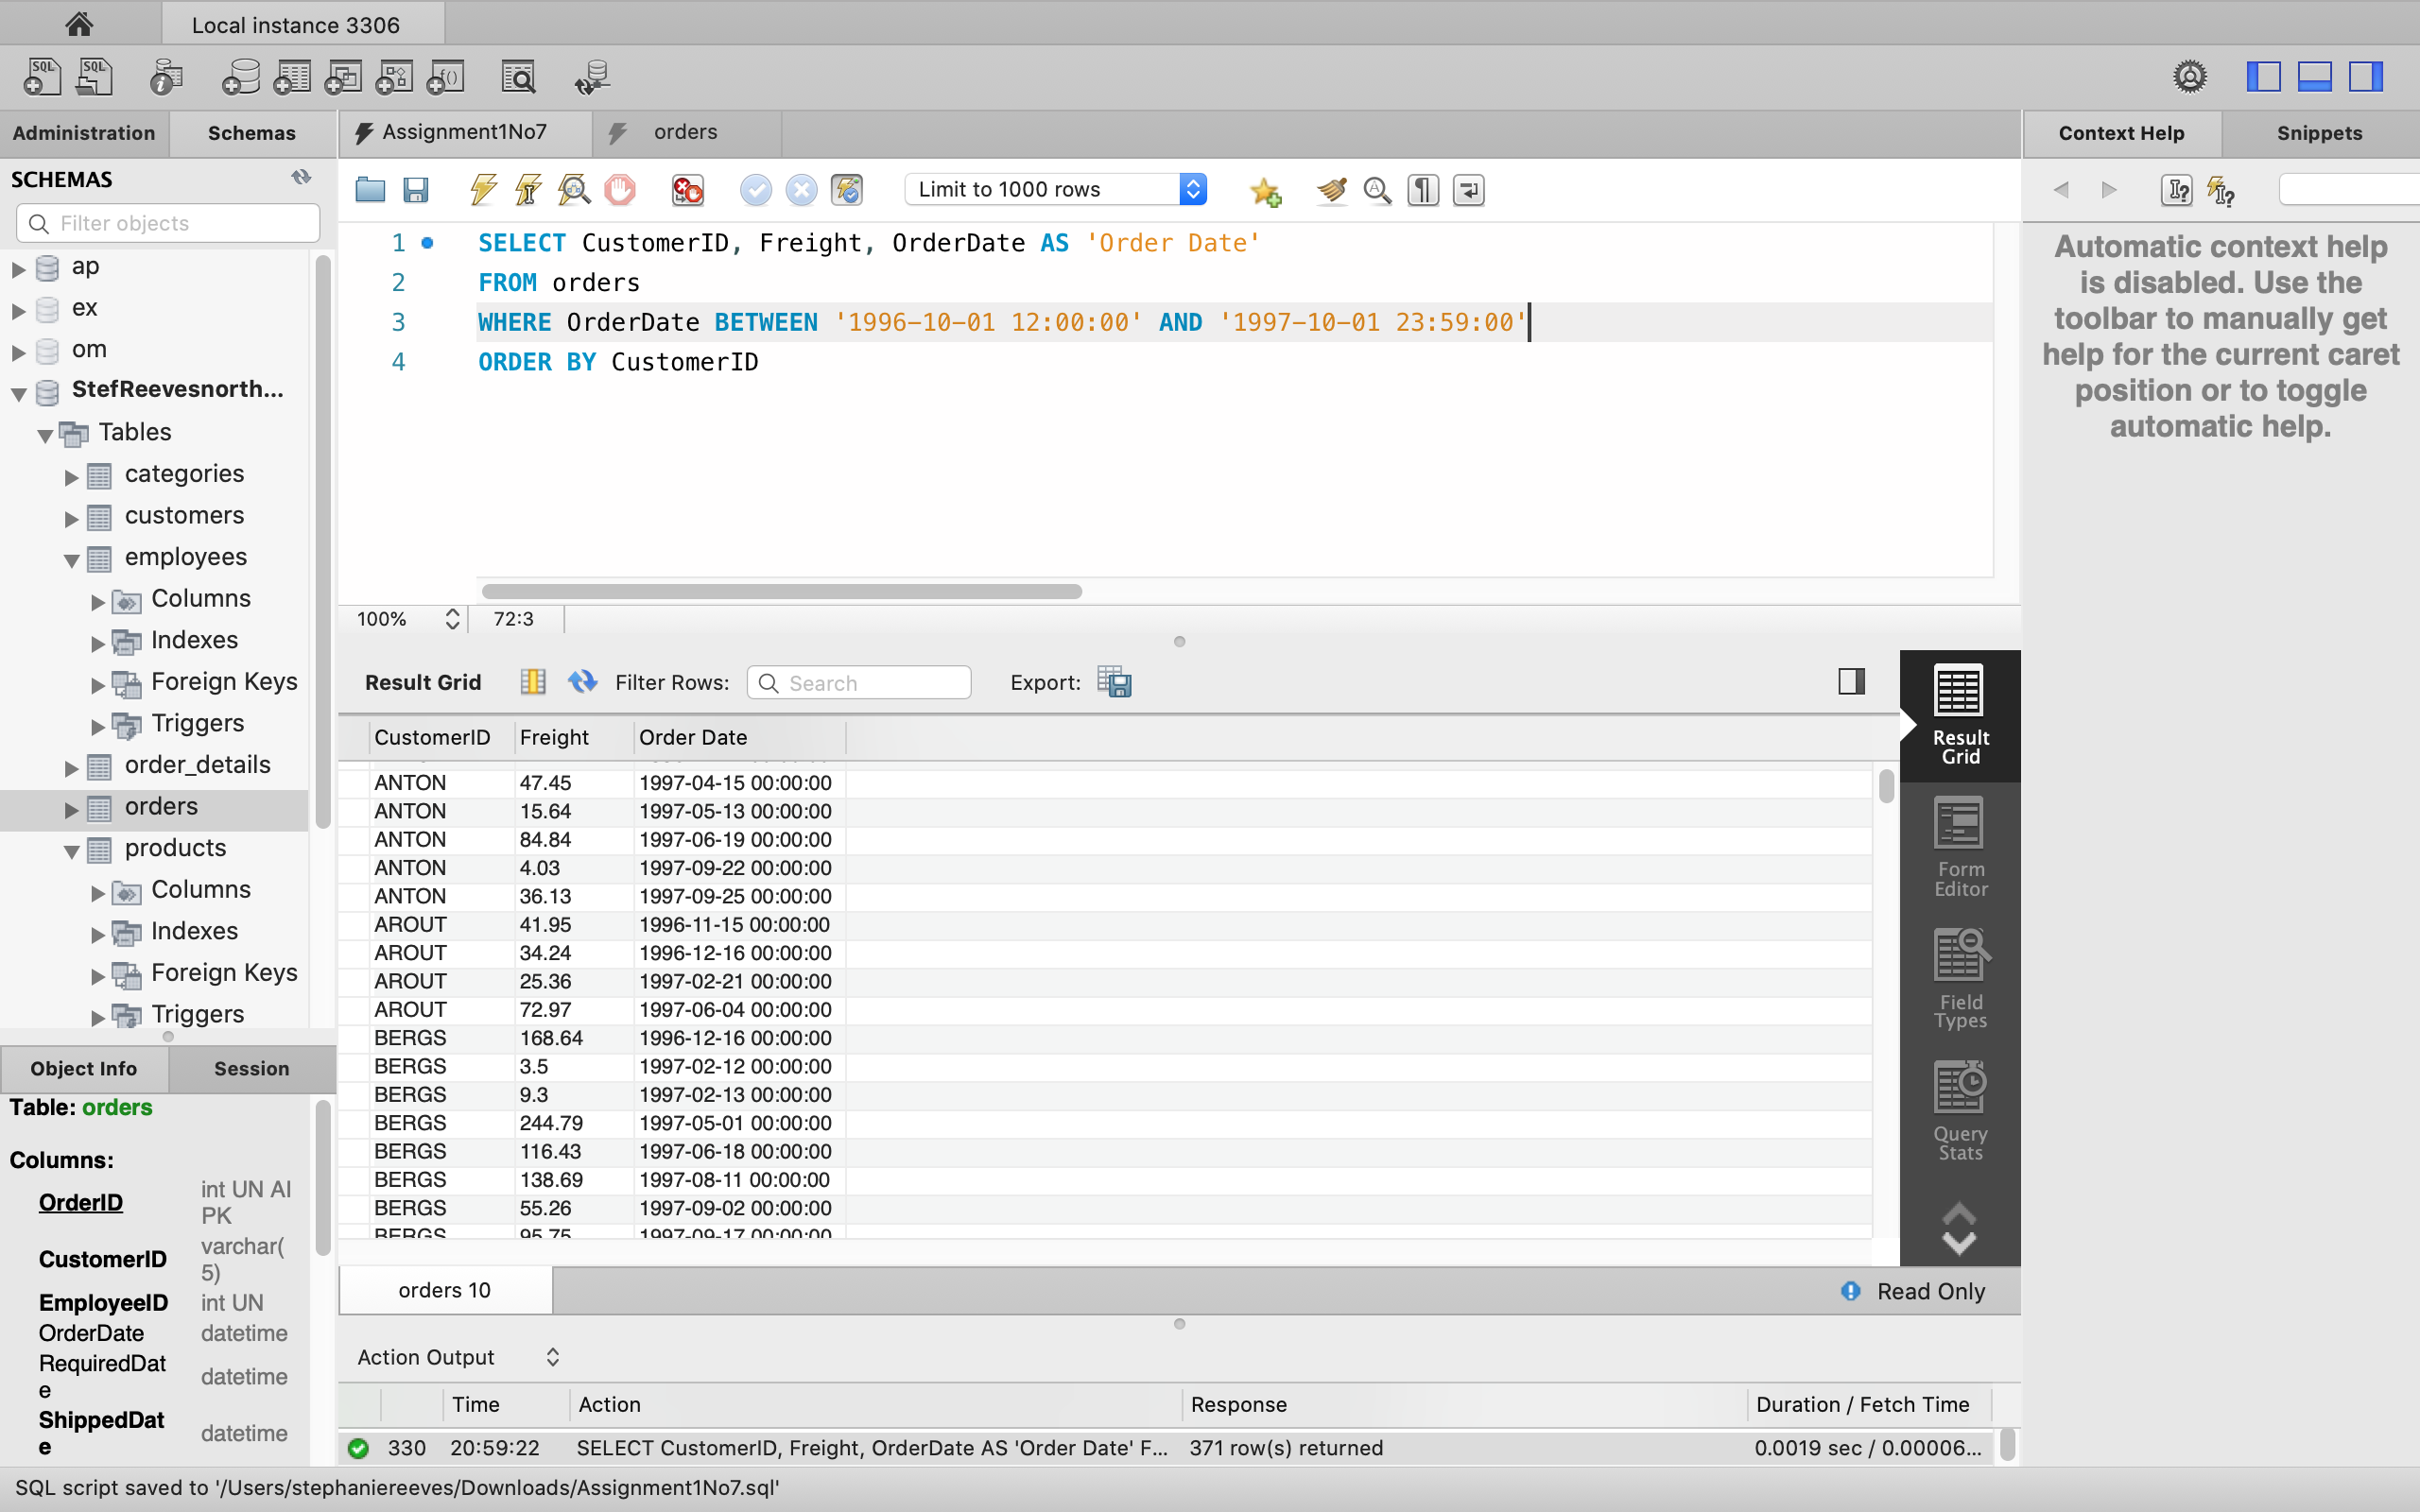 Local instance 3306
Administration
Schemas
Assignment1No7
orders
Context Help
Snippets
SCHEMAS
Filter objects
Limit to 1000 rows
ap
ex
om
StefReevesnorth...
Tables
categories
customers
employees
Columns
Indexes
Foreign Keys
Triggers
order_details
orders
products
Columns
Indexes
Foreign Keys
Triggers
1 SELECT CustomerID, Freight, OrderDate AS 'Order Date'
2 FROM orders
3 WHERE OrderDate BETWEEN '1996-10-01 12:00:00' AND '1997-10-01 23:59:00'
4 ORDER BY CustomerID
100% 72:3
Automatic context help
is disabled. Use the
toolbar to manually get
help for the current caret
position or to toggle
automatic help.
Result Grid Filter Rows: Search Export:
CustomerID Freight Order Date
ANTON 47.45 1997-04-15 00:00:00
ANTON 15.64 1997-05-13 00:00:00
ANTON 84.84 1997-06-19 00:00:00
ANTON 4.03 1997-09-22 00:00:00
ANTON 36.13 1997-09-25 00:00:00
AROUT 41.95 1996-11-15 00:00:00
AROUT 34.24 1996-12-16 00:00:00
AROUT 25.36 1997-02-21 00:00:00
AROUT 72.97 1997-06-04 00:00:00
BERGS 168.64 1996-12-16 00:00:00
BERGS 3.5 1997-02-12 00:00:00
BERGS 9.3 1997-02-13 00:00:00
BERGS 244.79 1997-05-01 00:00:00
BERGS 116.43 1997-06-18 00:00:00
BERGS 138.69 1997-08-11 00:00:00
BERGS 55.26 1997-09-02 00:00:00
BERGS 95.75 1997-09-17 00:00:00
Result
Grid
Form
Editor
Field
Types
Query
Stats
orders 10
Read Only
Object Info
Session
Table: orders
Columns:
OrderID int UN AI
PK
CustomerID varchar(
5)
EmployeeID int UN
OrderDate datetime
RequiredDat
e datetime
ShippedDat
e datetime
Action Output
Time Action Response Duration / Fetch Time
330 20:59:22 SELECT CustomerID, Freight, OrderDate AS 'Order Date' F... 371 row(s) returned 0.0019 sec / 0.00006...
SQL script saved to '/Users/stephaniereeves/Downloads/Assignment1No7.sql'